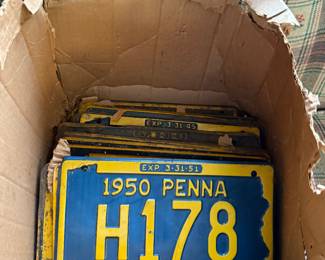 EXP. 3-31-45
EXP. 3-31-51
1950 PENNA
H178